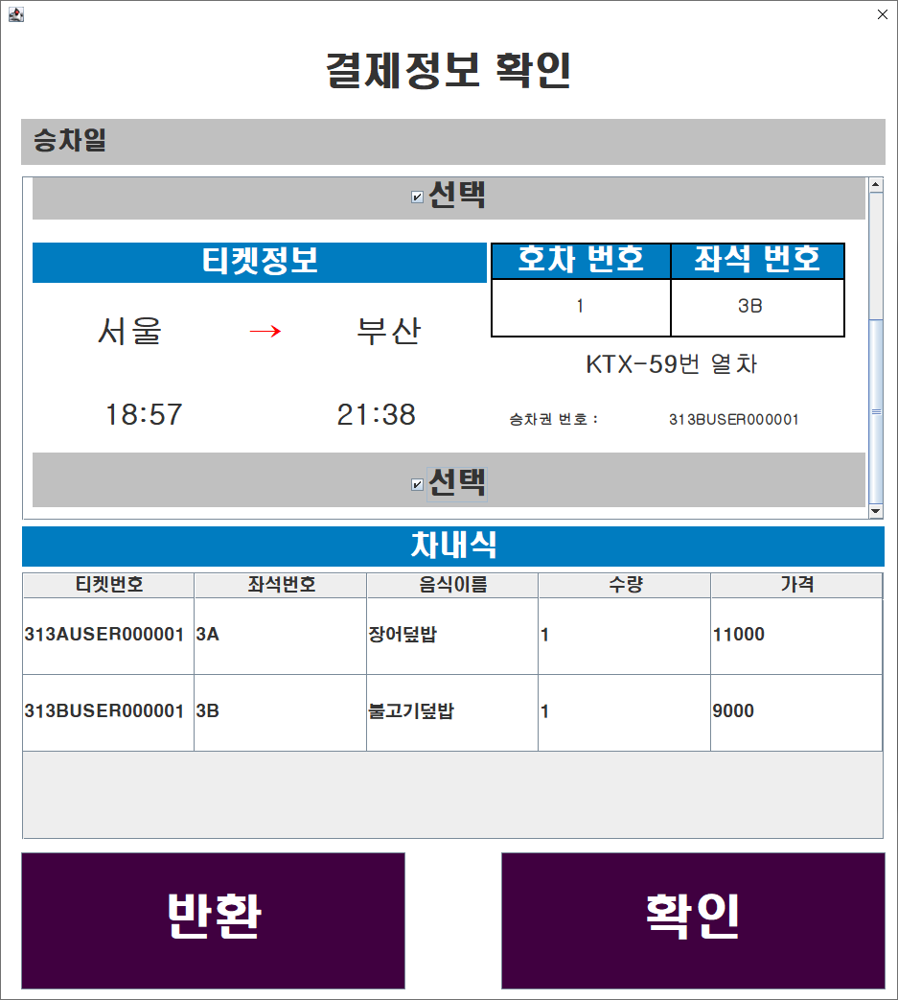 결제정보 확인
승차일
선택
티켓정보
호차 번호 좌석 번호
1 3B
서울 → 부산
KTX-59번 열차
18:57 21:38
승차권 번호 : 313BUSER000001
선택
차내식
티켓번호 좌석번호 음식이름 수량 가격
313AUSER000001 3A 장어덮밥 1 11000
313BUSER000001 3B 불고기덮밥 1 9000
반환 확인